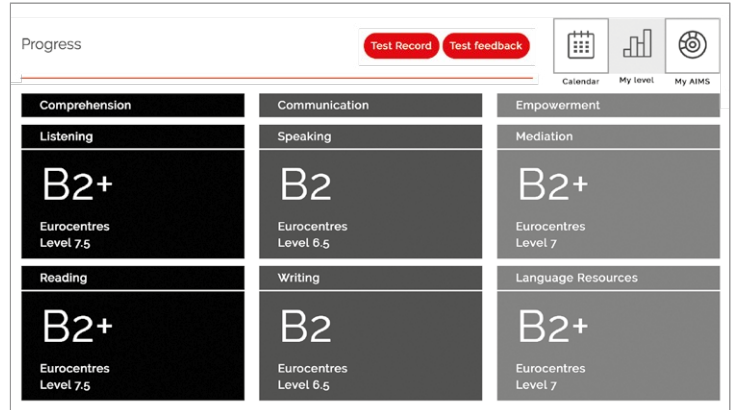 Progress
Test Record
Test feedback
Calendar
My level
My AIMS
Comprehension
Communication
Empowerment
Listening
B2+
Eurocentres
Level 7.5
Speaking
B2
Eurocentres
Level 6.5
Mediation
B2+
Eurocentres
Level 7
Reading
B2+
Eurocentres
Level 7.5
Writing
B2
Eurocentres
Level 6.5
Language Resources
B2+
Eurocentres
Level 7